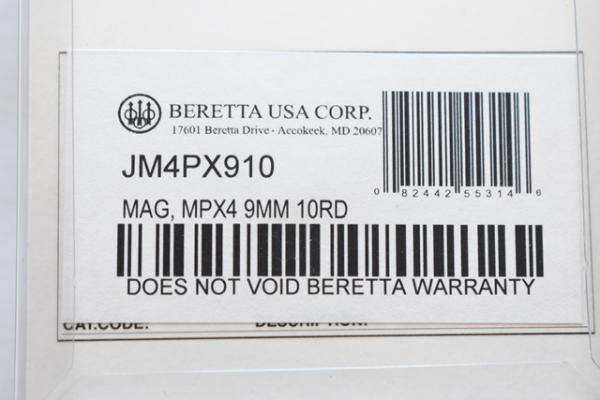 BERETTA USA CORP.
17601 Beretta Drive · Accokeek, MD 20607
JM4PX910
0 82442 55314 6
MAG, MPX4 9MM 10RD
DOES NOT VOID BERETTA WARRANTY
CAT.CODE: DESCRIPTION: